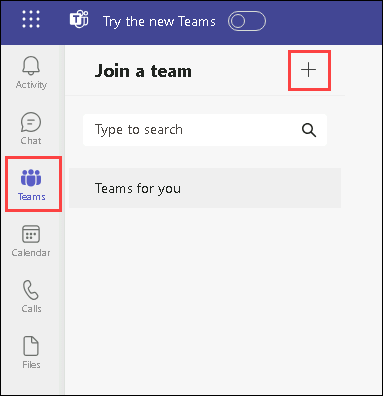 Try the new Teams
Join a team
Activity
Type to search
Chat
Teams for you
Teams
Calendar
Calls
Files